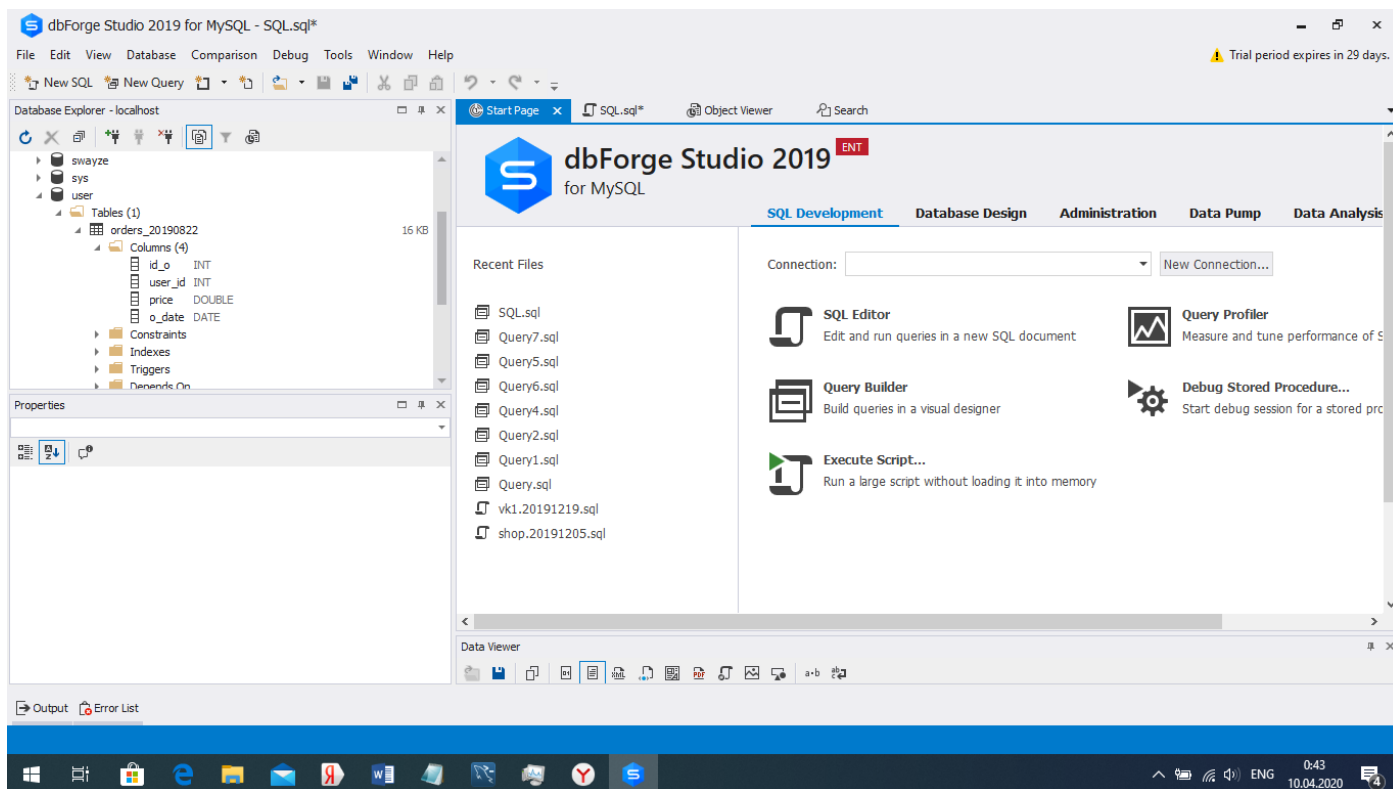 dbForge Studio 2019 for MySQL - SQL.sql*
File Edit View Database Comparison Debug Tools Window Help
Trial period expires in 29 days.
New SQL New Query
Database Explorer - localhost
swayze
sys
user
Tables (1)
orders_20190822 16 KB
Columns (4)
id_o INT
user_id INT
price DOUBLE
o_date DATE
Constraints
Indexes
Triggers
Depends On
Properties
Start Page SQL.sql* Object Viewer Search
dbForge Studio 2019 ENT
for MySQL
SQL Development Database Design Administration Data Pump Data Analysis
Recent Files
SQL.sql
Query7.sql
Query5.sql
Query6.sql
Query4.sql
Query2.sql
Query1.sql
Query.sql
vk1.20191219.sql
shop.20191205.sql
Connection: New Connection...
SQL Editor
Edit and run queries in a new SQL document
Query Profiler
Measure and tune performance of S
Query Builder
Build queries in a visual designer
Debug Stored Procedure...
Start debug session for a stored prc
Execute Script...
Run a large script without loading it into memory
Data Viewer
XML PDF a-b
Output Error List
ENG
0:43
10.04.2020
4